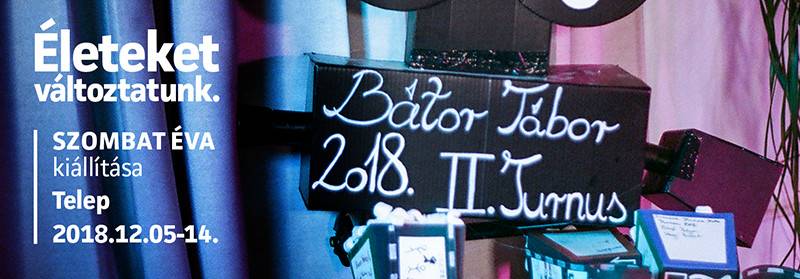 Életeket
változtatunk.
SZOMBAT ÉVA
kiállítása
Telep
2018.12.05-14.
Bátor Tábor
2018. II. Turnus